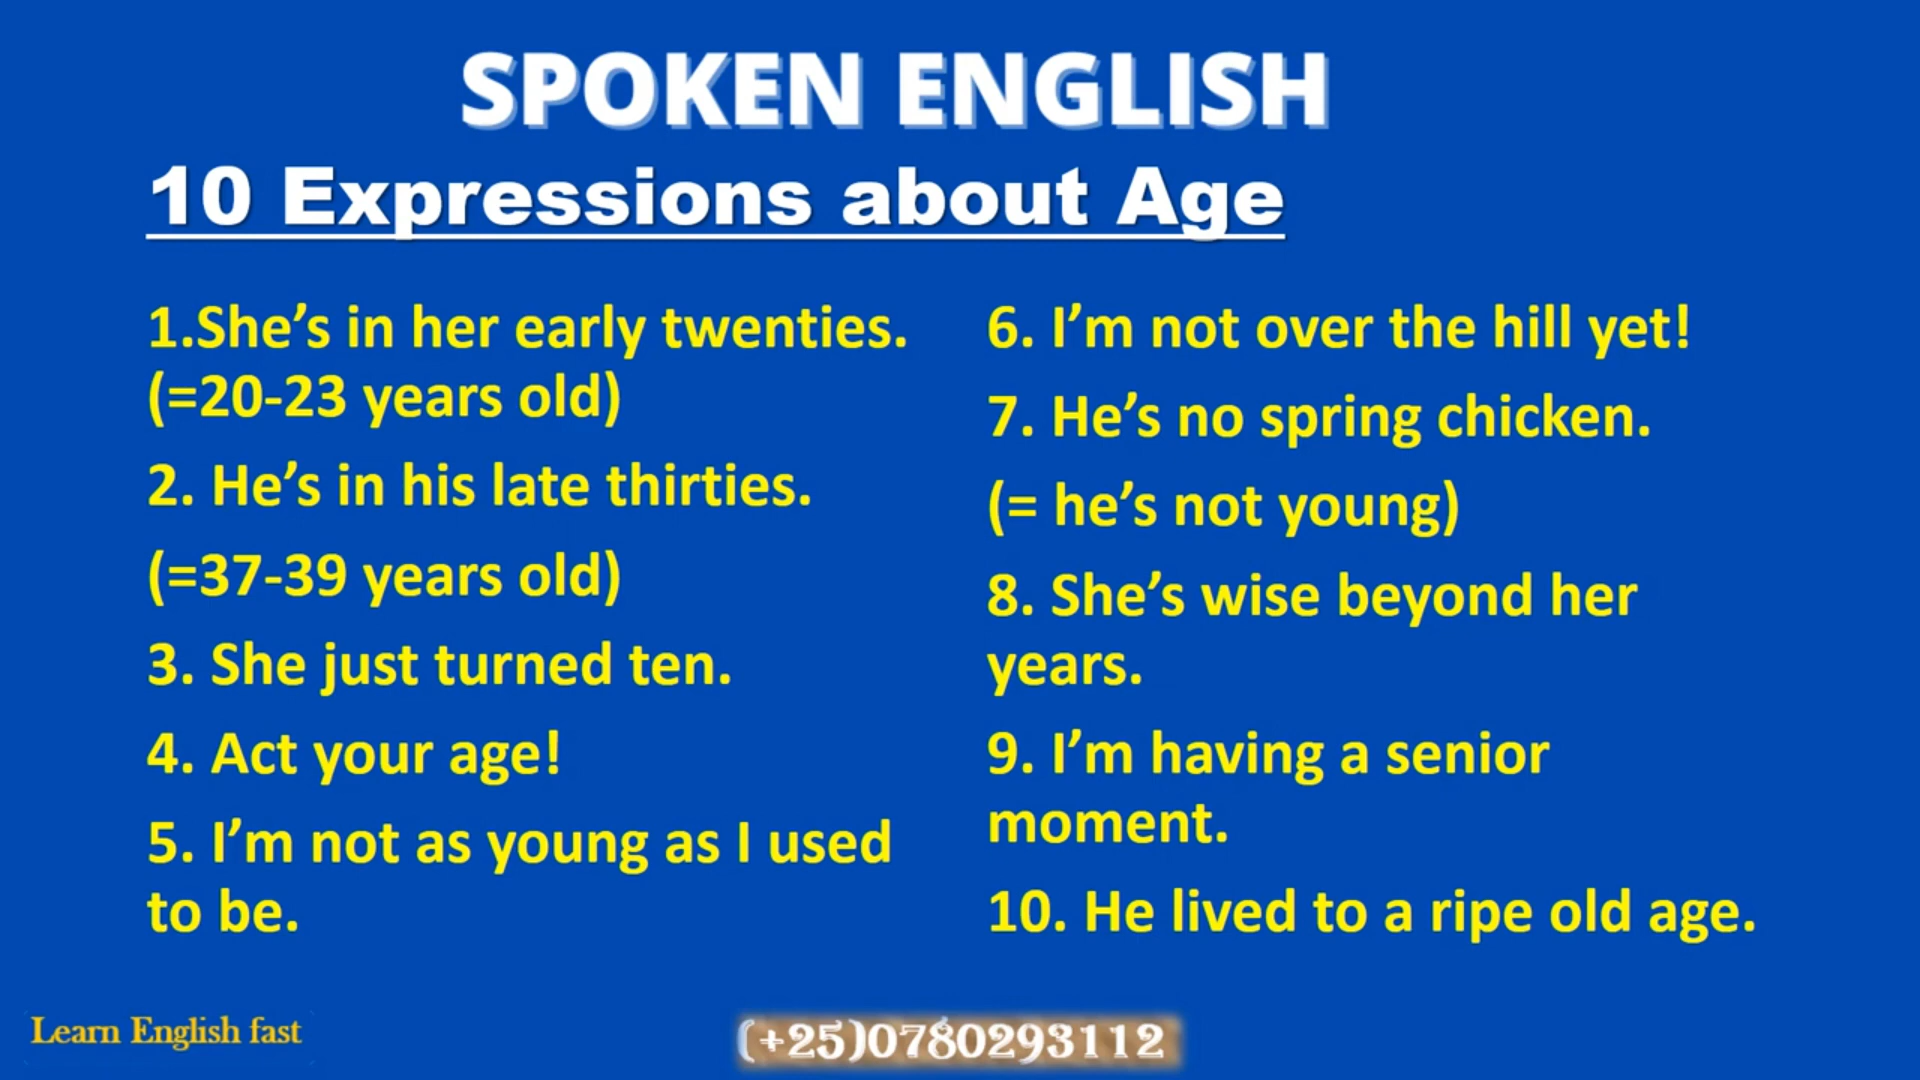 SPOKEN ENGLISH
10 Expressions about Age
1.She’s in her early twenties.
(=20-23 years old)
2. He’s in his late thirties.
(=37-39 years old)
3. She just turned ten.
4. Act your age!
5. I’m not as young as I used
to be.
6. I’m not over the hill yet!
7. He’s no spring chicken.
(= he’s not young)
8. She’s wise beyond her
years.
9. I’m having a senior
moment.
10. He lived to a ripe old age.
Learn English fast
(+25)0780293112